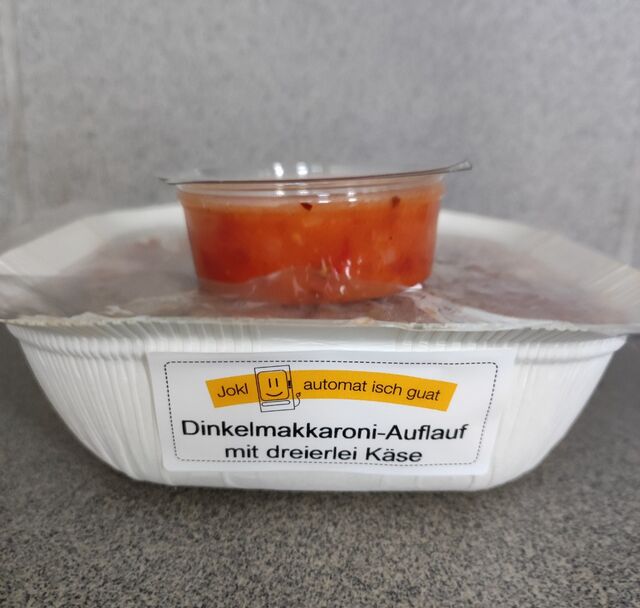 Jokl automat isch guat
Dinkelmakkaroni-Auflauf
mit dreierlei Käse